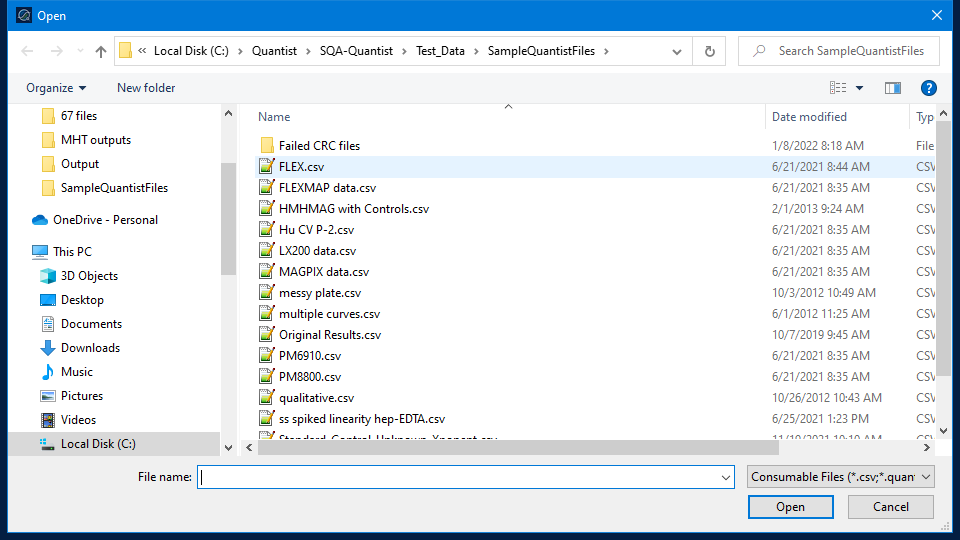 Open
« Local Disk (C:) > Quantist > SQA-Quantist > Test_Data > SampleQuantistFiles >
Search SampleQuantistFiles
Organize
New folder
67 files
MHT outputs
Output
SampleQuantistFiles
OneDrive - Personal
This PC
3D Objects
Desktop
Documents
Downloads
Music
Pictures
Videos
Local Disk (C:)
Name Date modified Typ
Failed CRC files 1/8/2022 8:18 AM File
FLEX.csv 6/21/2021 8:44 AM CSV
FLEXMAP data.csv 6/21/2021 8:35 AM CSV
HMHMAG with Controls.csv 2/1/2013 9:24 AM CSV
Hu CV P-2.csv 6/21/2021 8:35 AM CSV
LX200 data.csv 6/21/2021 8:35 AM CSV
MAGPIX data.csv 6/21/2021 8:35 AM CSV
messy plate.csv 10/3/2012 10:49 AM CSV
multiple curves.csv 6/1/2012 11:25 AM CSV
Original Results.csv 10/7/2019 9:45 AM CSV
PM6910.csv 6/21/2021 8:35 AM CSV
PM8800.csv 6/21/2021 8:35 AM CSV
qualitative.csv 10/26/2012 10:43 AM CSV
ss spiked linearity hep-EDTA.csv 6/25/2021 1:23 PM CSV
File name:
Consumable Files (*.csv;*.quan
Open
Cancel